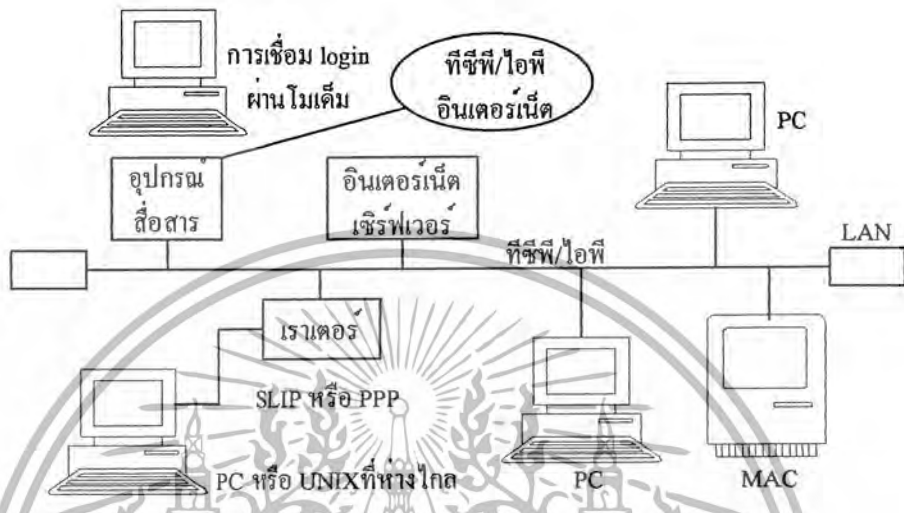 การเชื่อม login
ผ่านโมเด็ม
ทีซีพี/ไอพี
อินเตอร์เน็ต
PC
อุปกรณ์
สื่อสาร
อินเตอร์เน็ต
เซิร์ฟเวอร์
ทีซีพี/ไอพี
LAN
เราเตอร์
SLIP หรือ PPP
PC หรือ UNIXที่ห่างไกล
PC
MAC